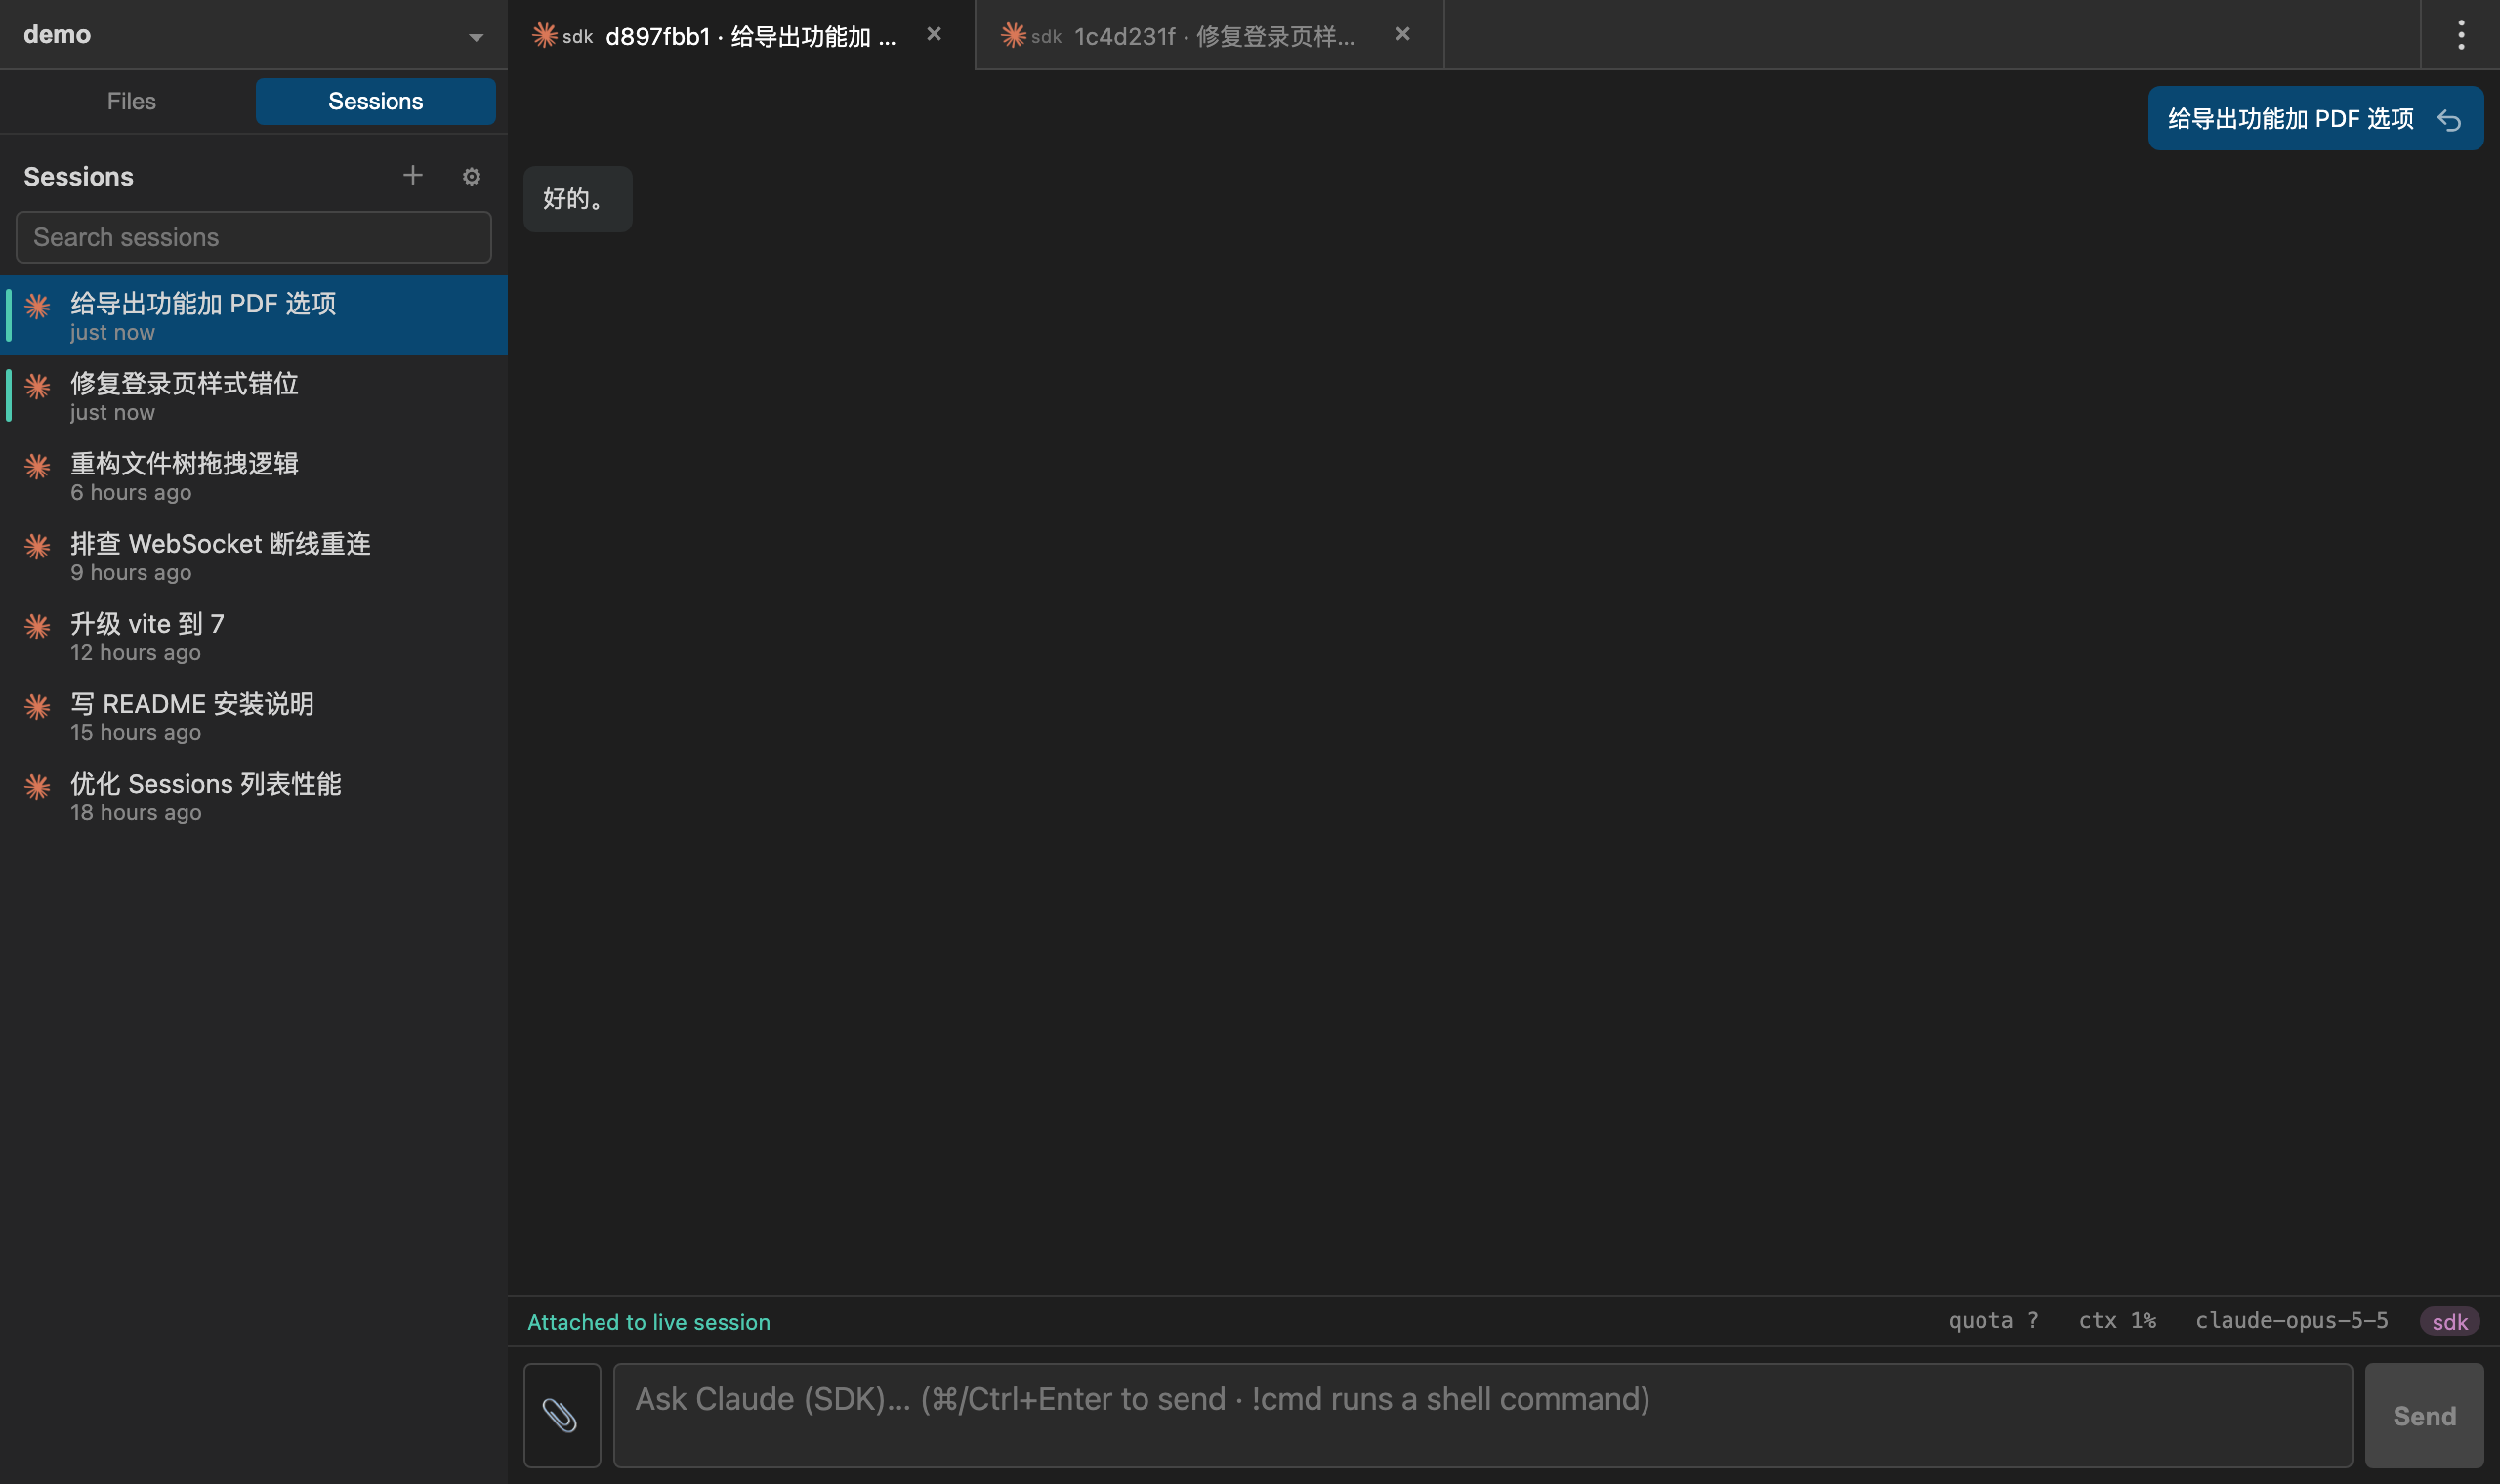 demo
Files
Sessions
Sessions
Search sessions
给导出功能加 PDF 选项
just now
修复登录页样式错位
just now
重构文件树拖拽逻辑
6 hours ago
排查 WebSocket 断线重连
9 hours ago
升级 vite 到 7
12 hours ago
写 README 安装说明
15 hours ago
优化 Sessions 列表性能
18 hours ago
sdk d897fbb1 · 给导出功能加 ...
sdk 1c4d231f · 修复登录页样...
给导出功能加 PDF 选项
好的。
Attached to live session
quota ? ctx 1% claude-opus-5-5 sdk
Ask Claude (SDK)... (⌘/Ctrl+Enter to send · !cmd runs a shell command)
Send